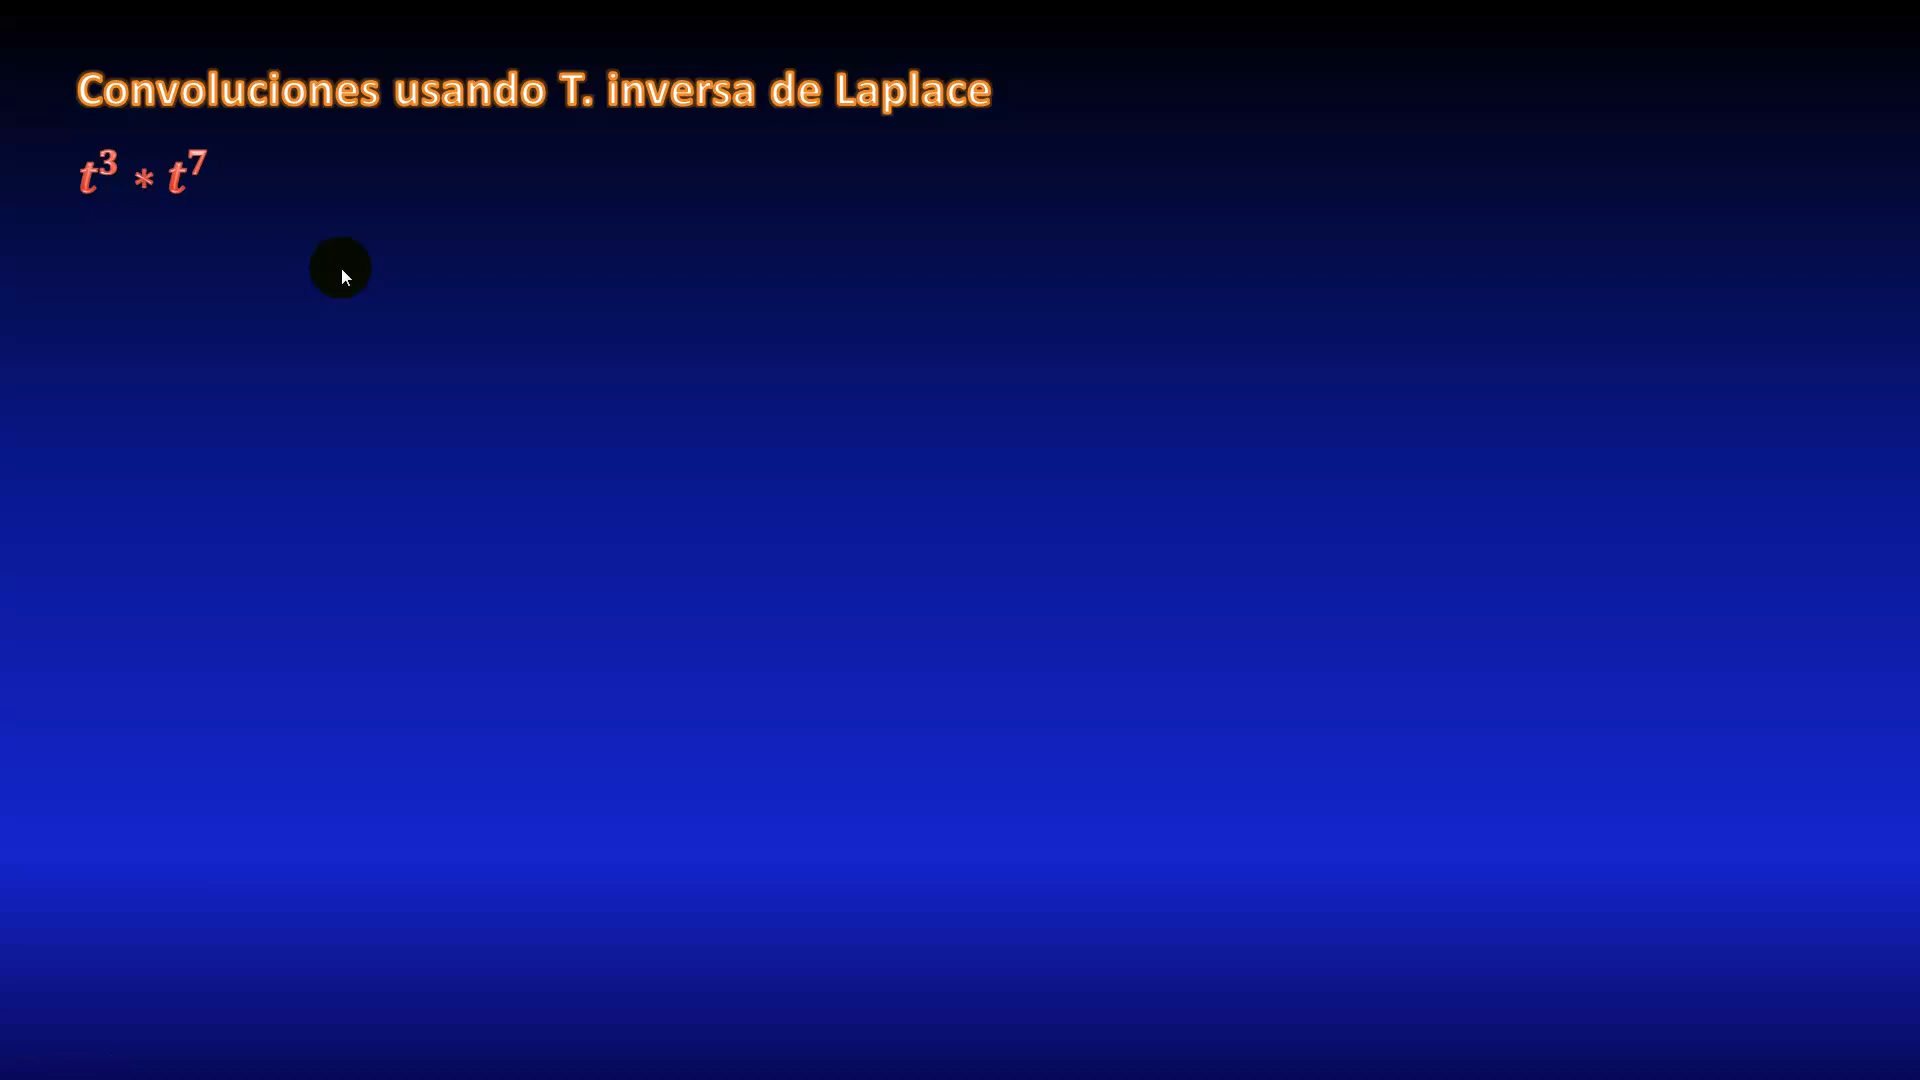 Convoluciones usando T. inversa de Laplace
t³ * t⁷